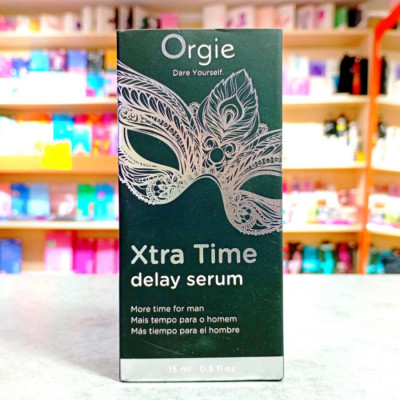 Orgie
Dare Yourself.
Xtra Time
delay serum
More time for man
Mais tempo para o homem
Más tiempo para el hombre
15 ml 0.5 fl oz